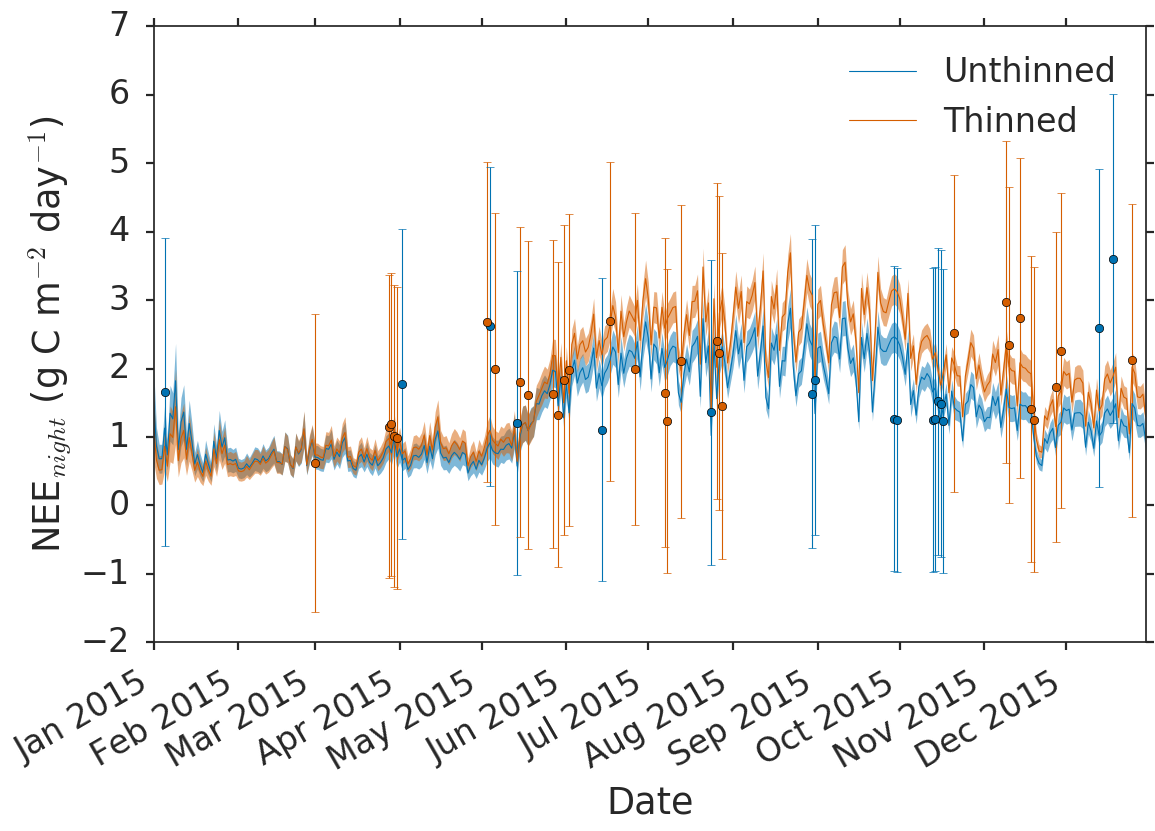 7
6
5
4
3
2
1
0
−1
−2
NEE_night (g C m⁻² day⁻¹)
Unthinned
Thinned
Jan 2015
Feb 2015
Mar 2015
Apr 2015
May 2015
Jun 2015
Jul 2015
Aug 2015
Sep 2015
Oct 2015
Nov 2015
Dec 2015
Date